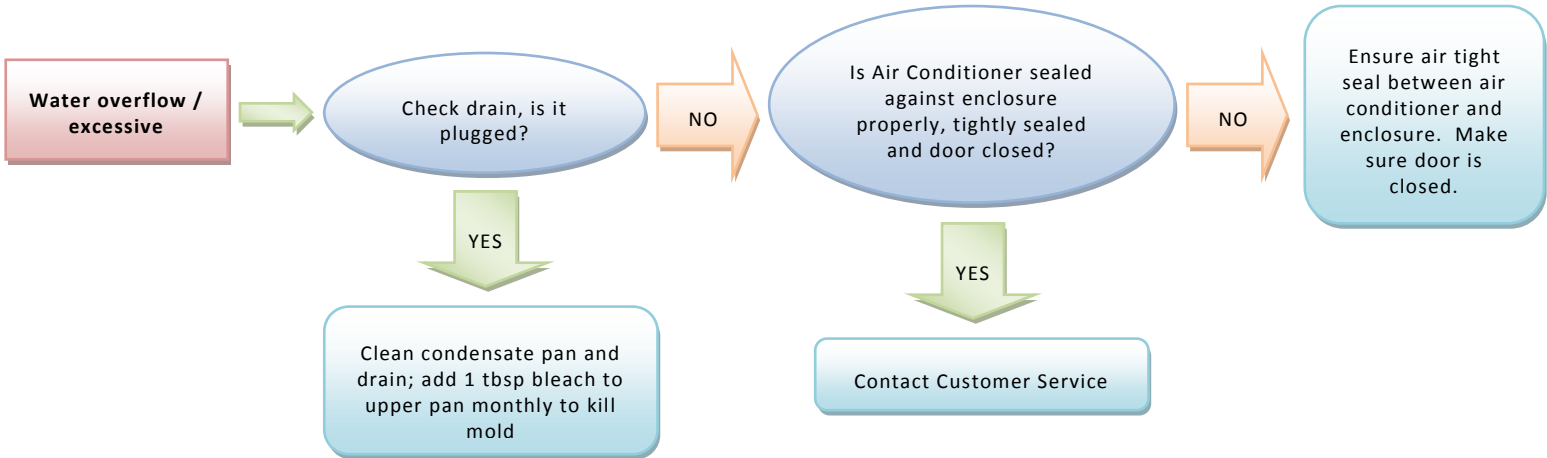 Water overflow /
excessive
Check drain, is it
plugged?
NO
Is Air Conditioner sealed
against enclosure
properly, tightly sealed
and door closed?
NO
Ensure air tight
seal between air
conditioner and
enclosure. Make
sure door is
closed.
YES
YES
Clean condensate pan and
drain; add 1 tbsp bleach to
upper pan monthly to kill
mold
Contact Customer Service